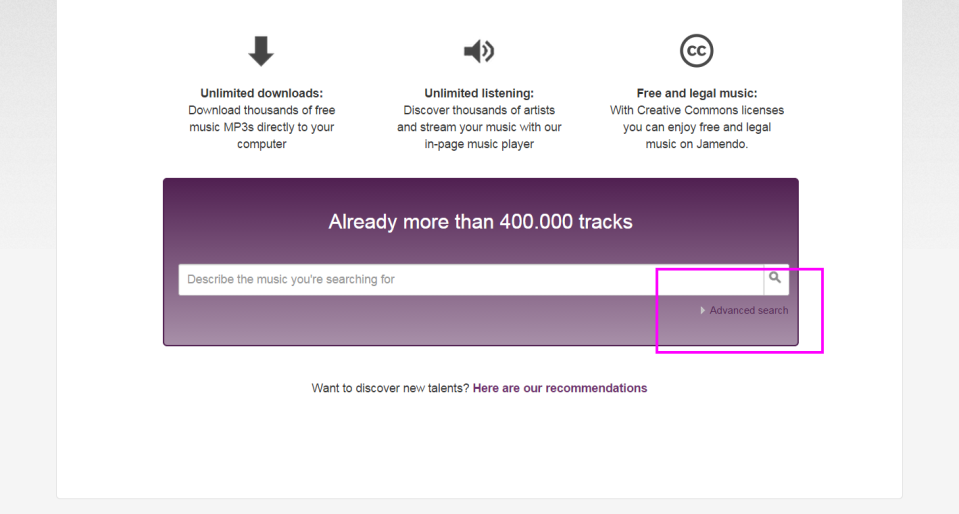 cc
Unlimited downloads:
Download thousands of free
music MP3s directly to your
computer
Unlimited listening:
Discover thousands of artists
and stream your music with our
in-page music player
Free and legal music:
With Creative Commons licenses
you can enjoy free and legal
music on Jamendo.
Already more than 400.000 tracks
Describe the music you're searching for
Advanced search
Want to discover new talents? Here are our recommendations